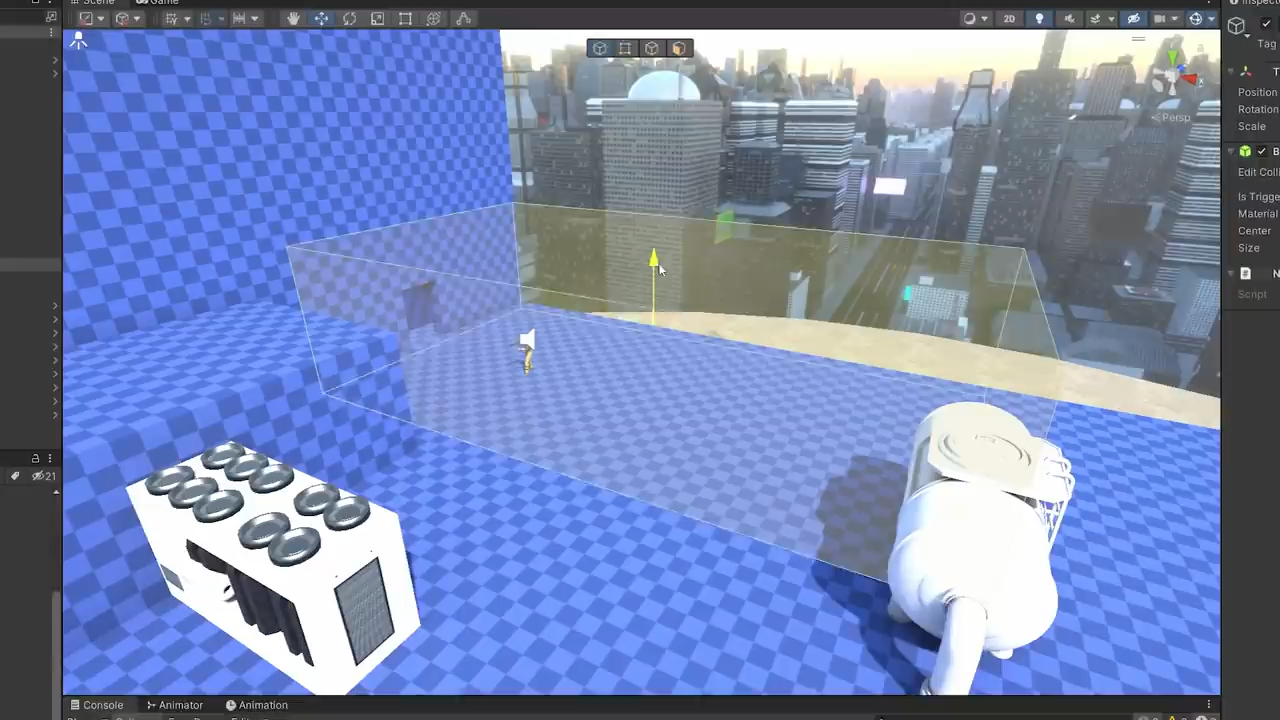 Scene Game
Inspector
2D
Tag
Position
Rotation
Scale
Persp
Edit Colli
Is Trigge
Material
Center
Size
Script
21
Console Animator Animation